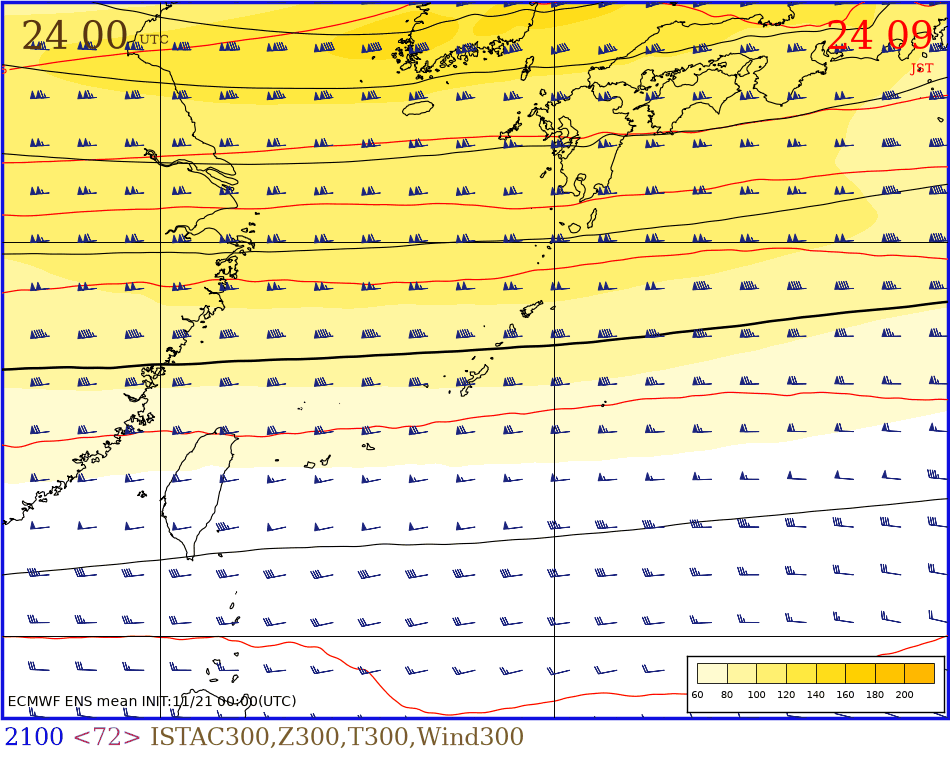 24 00 UTC
24 09
JST
60 80 100 120 140 160 180 200
ECMWF ENS mean INIT:11/21 00:00(UTC)
2100 <72> ISTAC300,Z300,T300,Wind300